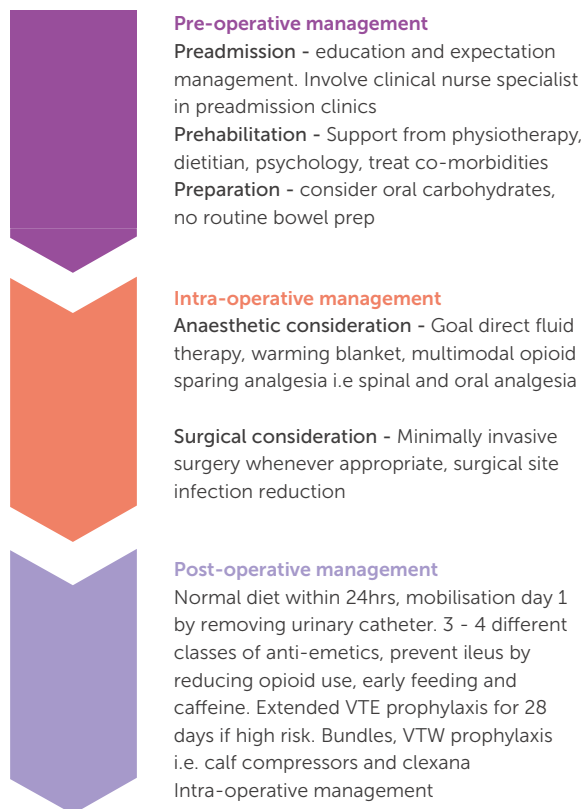 Pre-operative management
Preadmission - education and expectation
management. Involve clinical nurse specialist
in preadmission clinics
Prehabilitation - Support from physiotherapy,
dietitian, psychology, treat co-morbidities
Preparation - consider oral carbohydrates,
no routine bowel prep
Intra-operative management
Anaesthetic consideration - Goal direct fluid
therapy, warming blanket, multimodal opioid
sparing analgesia i.e spinal and oral analgesia
Surgical consideration - Minimally invasive
surgery whenever appropriate, surgical site
infection reduction
Post-operative management
Normal diet within 24hrs, mobilisation day 1
by removing urinary catheter. 3 - 4 different
classes of anti-emetics, prevent ileus by
reducing opioid use, early feeding and
caffeine. Extended VTE prophylaxis for 28
days if high risk. Bundles, VTW prophylaxis
i.e. calf compressors and clexana
Intra-operative management